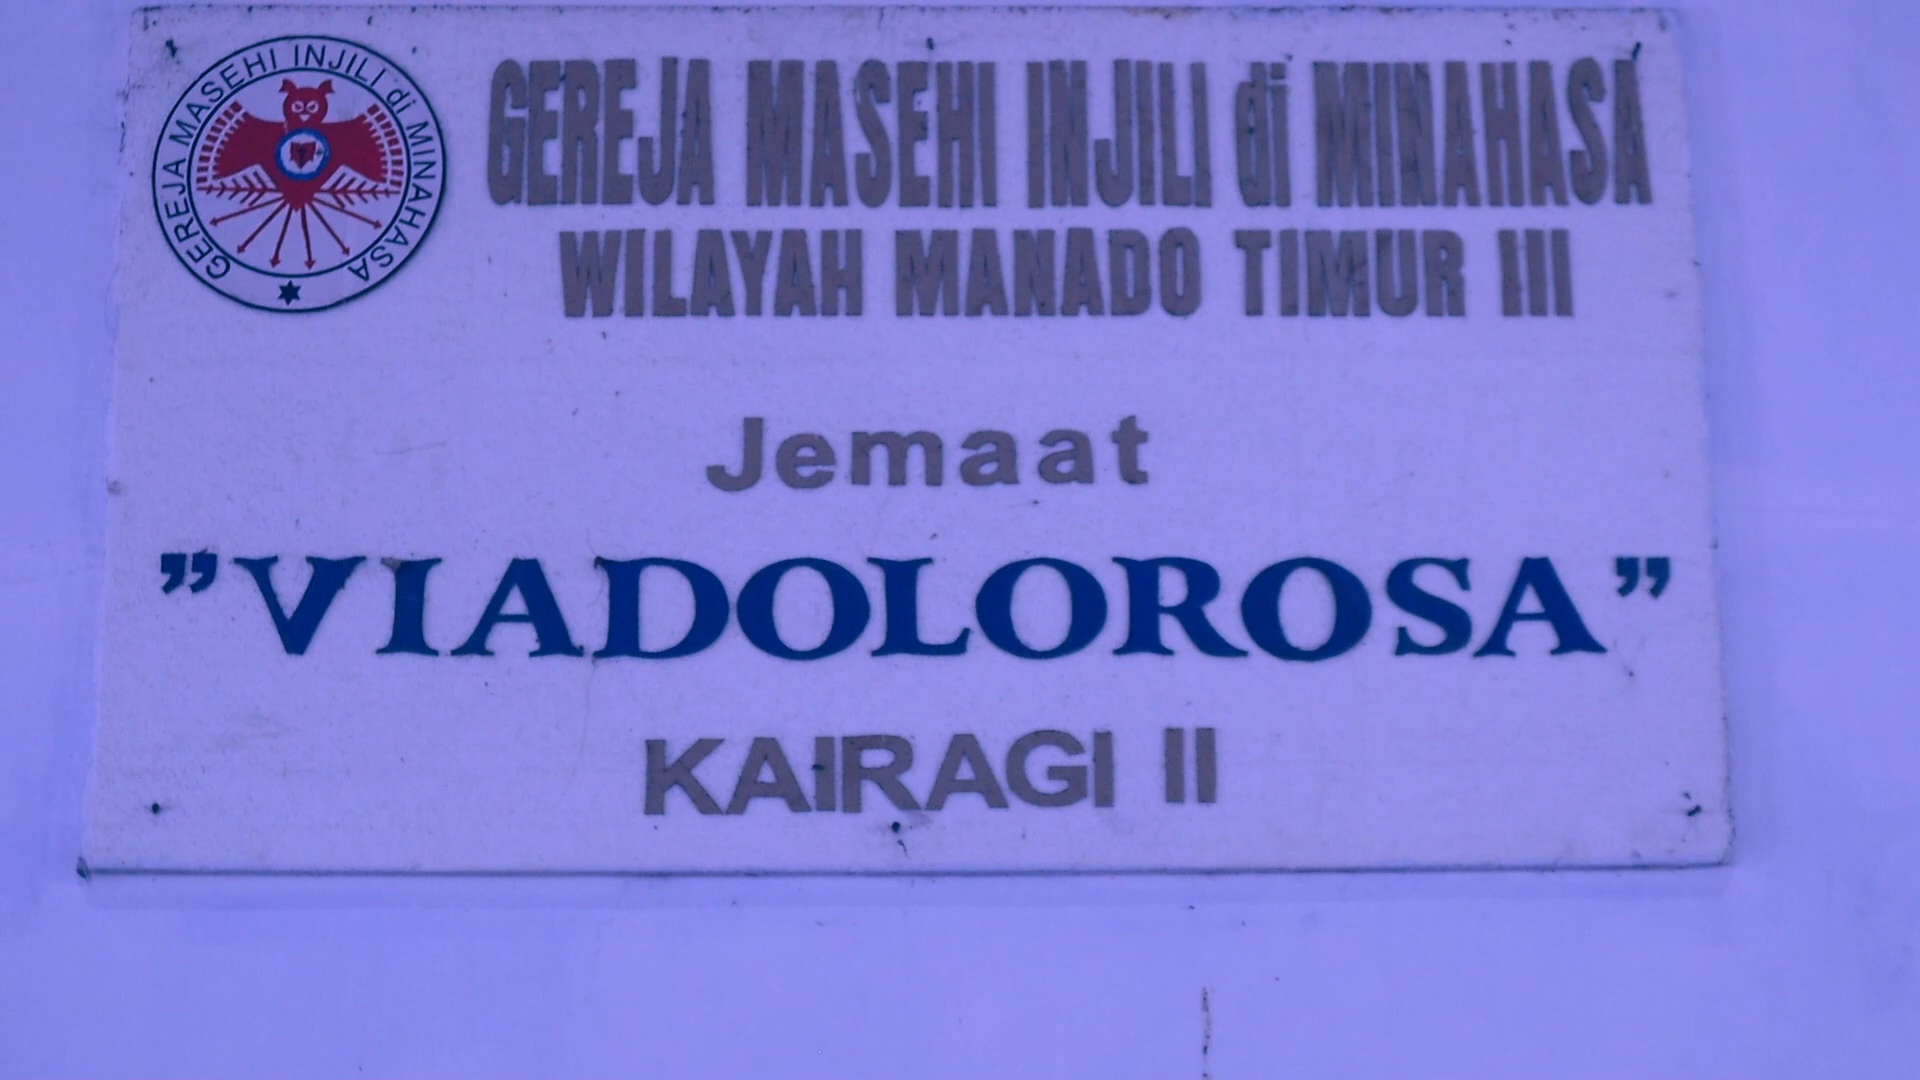 GEREJA MASEHI INJILI di MINAHASA
GEREJA MASEHI INJILI di MINAHASA
WILAYAH MANADO TIMUR III
Jemaat
"VIADOLOROSA"
KAIRAGI II